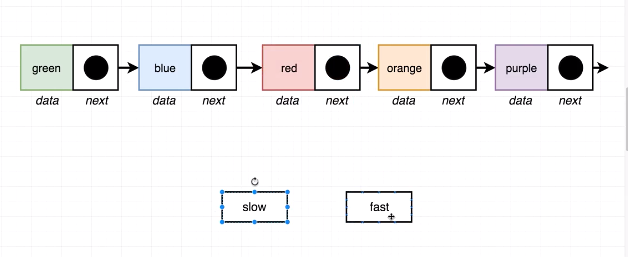 green blue red orange purple
data next data next data next data next data next
slow fast